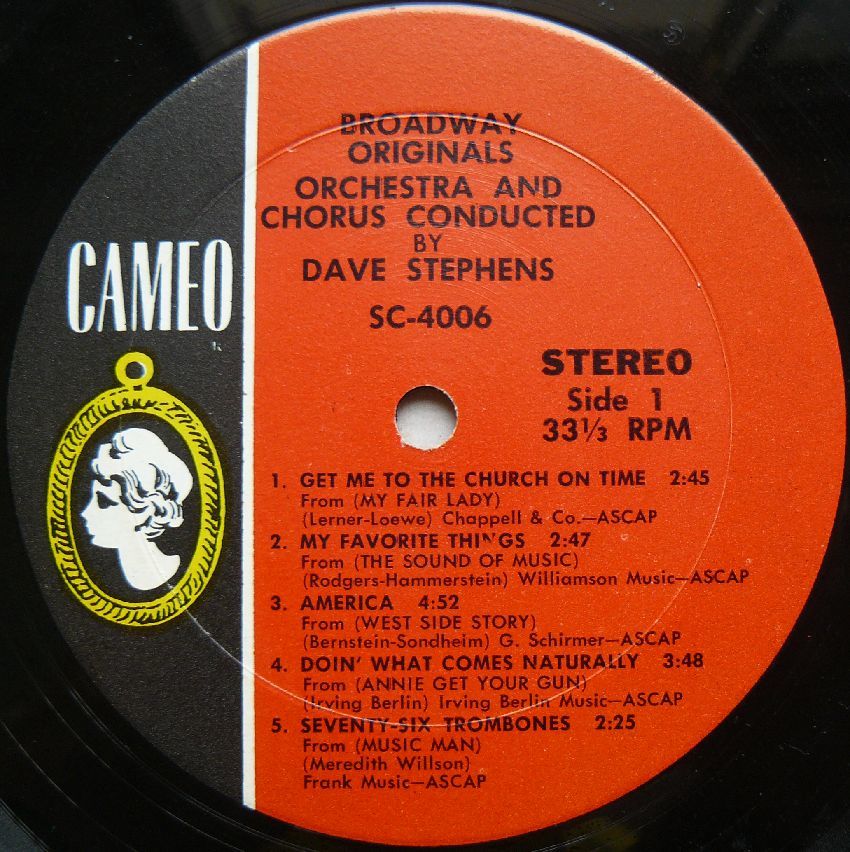 BROADWAY
ORIGINALS
ORCHESTRA AND
CHORUS CONDUCTED
BY
DAVE STEPHENS
SC-4006
CAMEO
STEREO
Side 1
33⅓ RPM
1. GET ME TO THE CHURCH ON TIME 2:45
From (MY FAIR LADY)
(Lerner-Loewe) Chappell & Co.—ASCAP
2. MY FAVORITE THINGS 2:47
From (THE SOUND OF MUSIC)
(Rodgers-Hammerstein) Williamson Music—ASCAP
3. AMERICA 4:52
From (WEST SIDE STORY)
(Bernstein-Sondheim) G. Schirmer—ASCAP
4. DOIN' WHAT COMES NATURALLY 3:48
From (ANNIE GET YOUR GUN)
(Irving Berlin) Irving Berlin Music—ASCAP
5. SEVENTY-SIX TROMBONES 2:25
From (MUSIC MAN)
(Meredith Willson)
Frank Music—ASCAP